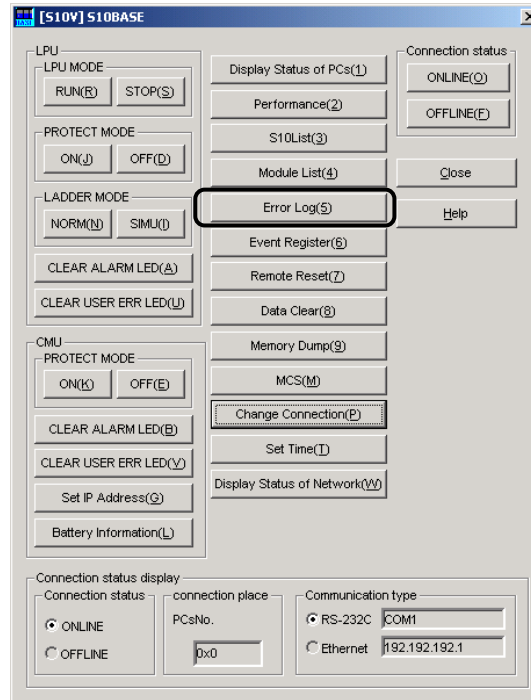 [S10V] S10BASE
LPU
LPU MODE
RUN(R)
STOP(S)
PROTECT MODE
ON(J)
OFF(D)
LADDER MODE
NORM(N)
SIMU(I)
CLEAR ALARM LED(A)
CLEAR USER ERR LED(U)
CMU
PROTECT MODE
ON(K)
OFF(E)
CLEAR ALARM LED(B)
CLEAR USER ERR LED(V)
Set IP Address(G)
Battery Information(L)
Display Status of PCs(1)
Performance(2)
S10List(3)
Module List(4)
Error Log(5)
Event Register(6)
Remote Reset(7)
Data Clear(8)
Memory Dump(9)
MCS(M)
Change Connection(P)
Set Time(T)
Display Status of Network(W)
Connection status
ONLINE(O)
OFFLINE(F)
Close
Help
Connection status display
Connection status
ONLINE
OFFLINE
connection place
PCsNo.
0x0
Communication type
RS-232C
COM1
Ethernet
192.192.192.1